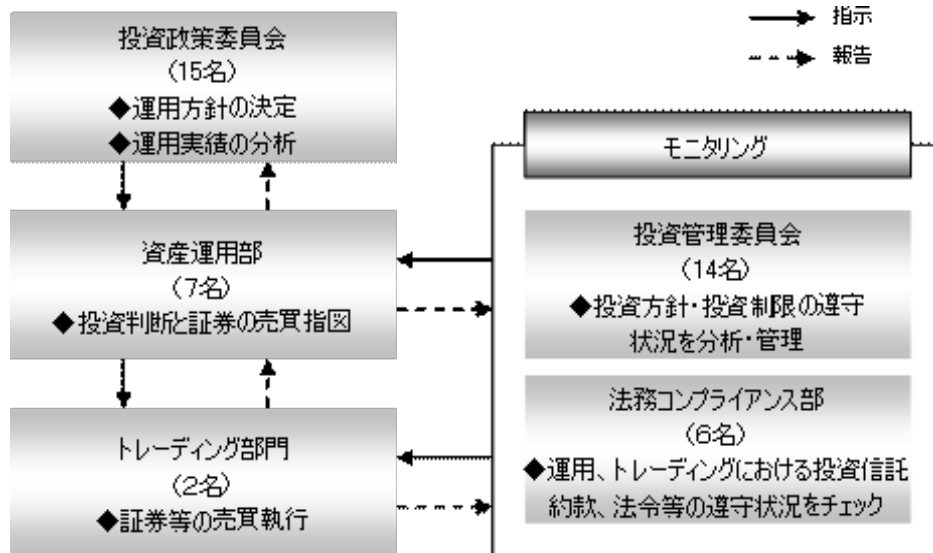 投資政策委員会
(15名)
◆運用方針の決定
◆運用実績の分析
指示
報告
モニタリング
資産運用部
(7名)
◆投資判断と証券の売買指図
投資管理委員会
(14名)
◆投資方針・投資制限の遵守
状況を分析・管理
トレーディング部門
(2名)
◆証券等の売買執行
法務コンプライアンス部
(6名)
◆運用、トレーディングにおける投資信託
約款、法令等の遵守状況をチェック